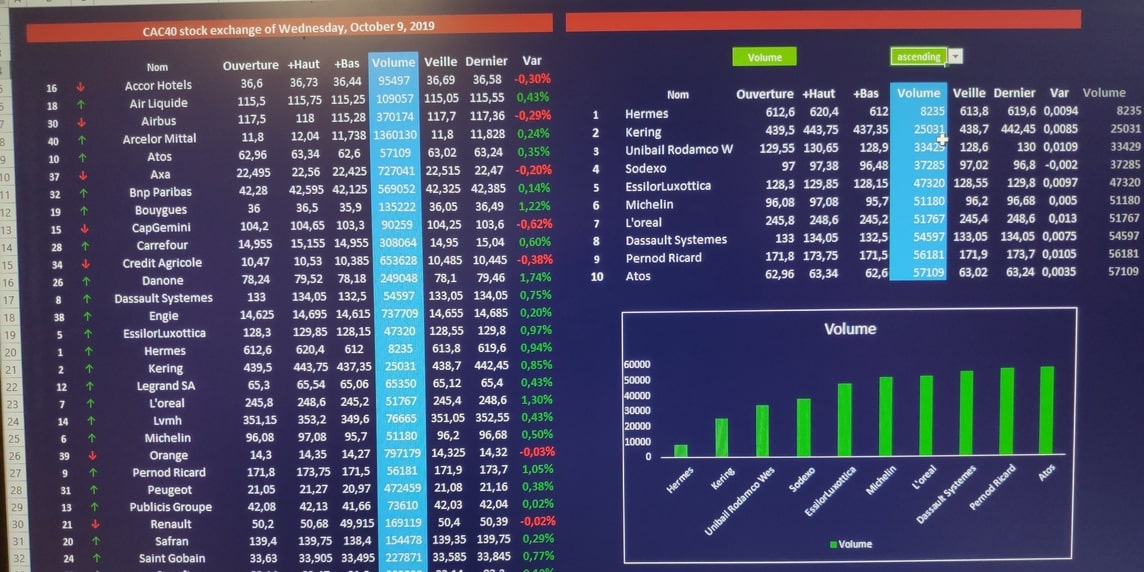 CAC40 stock exchange of Wednesday, October 9, 2019
Nom Ouverture +Haut +Bas Volume Veille Dernier Var
16 ↓ Accor Hotels 36,6 36,73 36,44 95497 36,69 36,58 -0,30%
18 ↑ Air Liquide 115,5 115,75 115,25 109057 115,05 115,55 0,43%
30 ↓ Airbus 117,5 118 115,28 370174 117,7 117,36 -0,29%
40 ↑ Arcelor Mittal 11,8 12,04 11,738 1360130 11,8 11,828 0,24%
10 ↑ Atos 62,96 63,34 62,6 57109 63,02 63,24 0,35%
37 ↓ Axa 22,495 22,56 22,425 727041 22,515 22,47 -0,20%
32 ↑ Bnp Paribas 42,28 42,595 42,125 569052 42,325 42,385 0,14%
19 ↑ Bouygues 36 36,5 35,9 135222 36,05 36,49 1,22%
15 ↓ CapGemini 104,2 104,65 103,3 90259 104,25 103,6 -0,62%
28 ↑ Carrefour 14,955 15,155 14,955 308064 14,95 15,04 0,60%
34 ↓ Credit Agricole 10,47 10,53 10,385 653628 10,485 10,445 -0,38%
26 ↑ Danone 78,24 79,52 78,18 249048 78,1 79,46 1,74%
8 ↑ Dassault Systemes 133 134,05 132,5 54597 133,05 134,05 0,75%
38 ↑ Engie 14,625 14,695 14,615 737709 14,655 14,685 0,20%
5 ↑ EssilorLuxottica 128,3 129,85 128,15 47320 128,55 129,8 0,97%
1 ↑ Hermes 612,6 620,4 612 8235 613,8 619,6 0,94%
2 ↑ Kering 439,5 443,75 437,35 25031 438,7 442,45 0,85%
12 ↑ Legrand SA 65,3 65,54 65,06 65350 65,12 65,4 0,43%
7 ↑ L'oreal 245,8 248,6 245,2 51767 245,4 248,6 1,30%
14 ↑ Lvmh 351,15 353,2 349,6 76665 351,05 352,55 0,43%
6 ↑ Michelin 96,08 97,08 95,7 51180 96,2 96,68 0,50%
39 ↓ Orange 14,3 14,35 14,27 797179 14,325 14,32 -0,03%
9 ↑ Pernod Ricard 171,8 173,75 171,5 56181 171,9 173,7 1,05%
31 ↑ Peugeot 21,05 21,27 20,97 472459 21,08 21,16 0,38%
13 ↑ Publicis Groupe 42,08 42,13 41,66 73610 42,03 42,04 0,02%
21 ↓ Renault 50,2 50,68 49,915 169119 50,4 50,39 -0,02%
20 ↑ Safran 139,4 139,75 138,4 154478 139,35 139,75 0,29%
24 ↑ Saint Gobain 33,63 33,905 33,495 227871 33,585 33,845 0,77%
Volume ascending
Nom Ouverture +Haut +Bas Volume Veille Dernier Var Volume
1 Hermes 612,6 620,4 612 8235 613,8 619,6 0,0094 8235
2 Kering 439,5 443,75 437,35 25031 438,7 442,45 0,0085 25031
3 Unibail Rodamco W 129,55 130,65 128,9 33429 128,6 130 0,0109 33429
4 Sodexo 97 97,38 96,48 37285 97,02 96,8 -0,002 37285
5 EssilorLuxottica 128,3 129,85 128,15 47320 128,55 129,8 0,0097 47320
6 Michelin 96,08 97,08 95,7 51180 96,2 96,68 0,005 51180
7 L'oreal 245,8 248,6 245,2 51767 245,4 248,6 0,013 51767
8 Dassault Systemes 133 134,05 132,5 54597 133,05 134,05 0,0075 54597
9 Pernod Ricard 171,8 173,75 171,5 56181 171,9 173,7 0,0105 56181
10 Atos 62,96 63,34 62,6 57109 63,02 63,24 0,0035 57109
Volume
60000
50000
40000
30000
20000
10000
0
Hermes
Kering
Unibail Rodamco Wes
Sodexo
EssilorLuxottica
Michelin
L'oreal
Dassault Systemes
Pernod Ricard
Atos
Volume